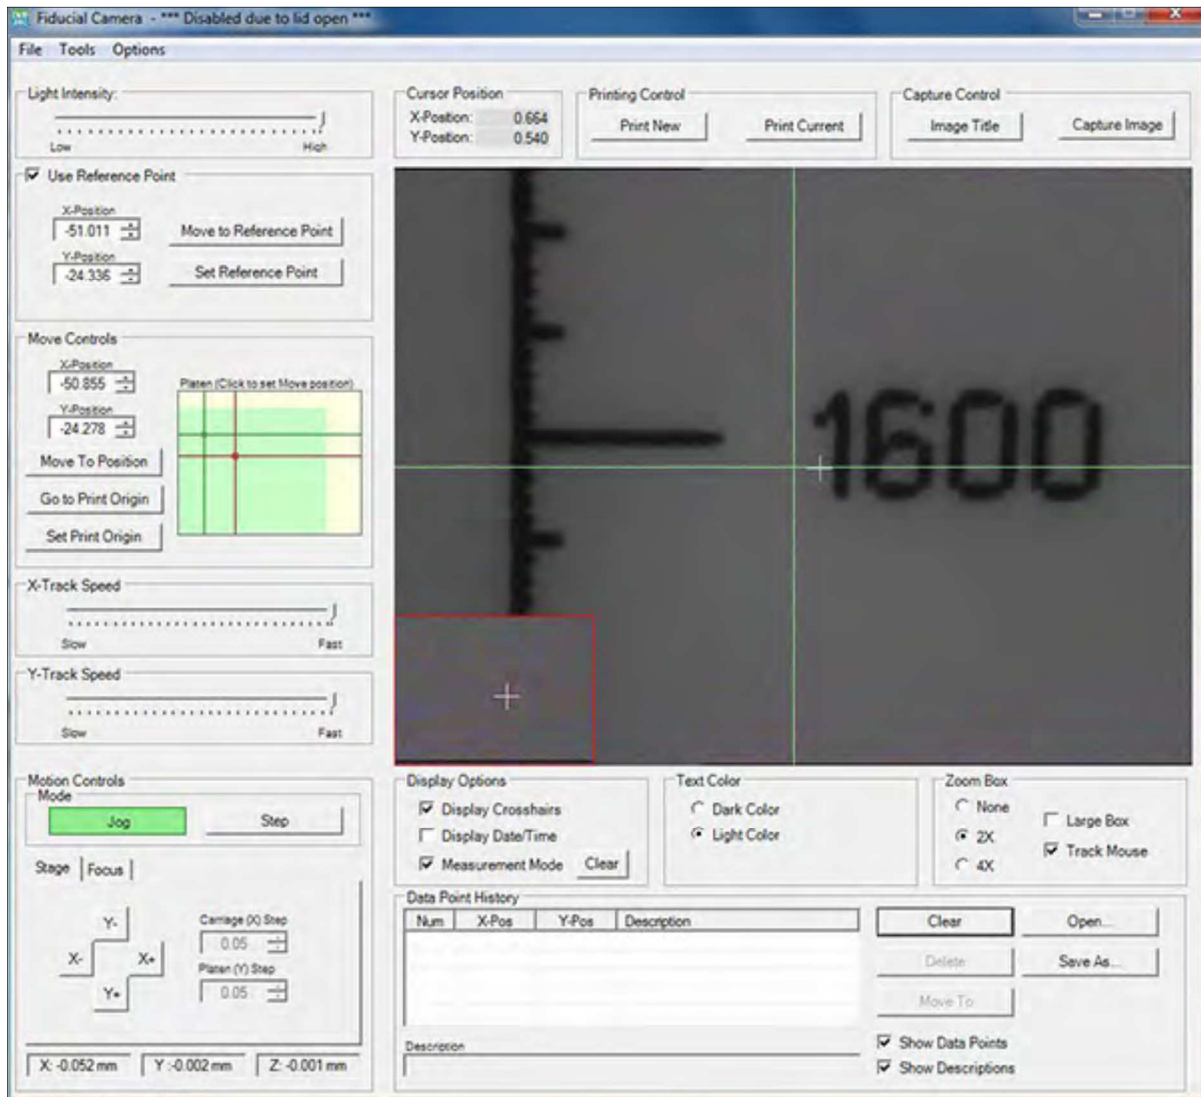 Fiducial Camera - *** Disabled due to lid open ***
File Tools Options
Light Intensity:
Low High
Cursor Position
X-Position: 0.664
Y-Position: 0.540
Printing Control
Print New Print Current
Capture Control
Image Title Capture Image
Use Reference Point
X-Position
-51.011
Move to Reference Point
Y-Position
-24.336
Set Reference Point
Move Controls
X-Position
-50.855
Platen (Click to set Move position)
Y-Position
-24.278
Move To Position
Go to Print Origin
Set Print Origin
1600
X-Track Speed
Slow Fast
Y-Track Speed
Slow Fast
Motion Controls
Mode
Jog Step
Stage Focus
Y-
X- X+
Y+
Carriage (X) Step
0.05
Platen (Y) Step
0.05
X: -0.052 mm Y :-0.002 mm Z: -0.001 mm
Display Options
Display Crosshairs
Display Date/Time
Measurement Mode Clear
Text Color
Dark Color
Light Color
Zoom Box
None
2X
4X
Large Box
Track Mouse
Data Point History
Num X-Pos Y-Pos Description
Clear Open...
Delete Save As...
Move To
Description
Show Data Points
Show Descriptions